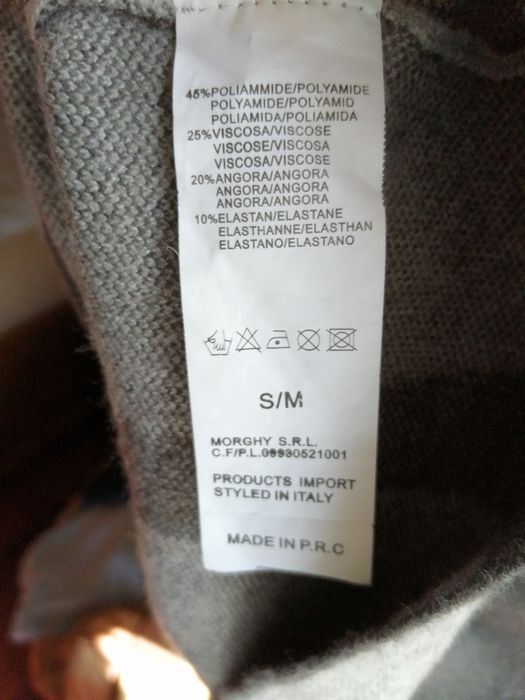 45%POLIAMMIDE/POLYAMIDE
POLYAMIDE/POLYAMID
POLIAMIDA/POLIAMIDA
25%VISCOSA/VISCOSE
VISCOSE/VISCOSA
VISCOSA/VISCOSE
20%ANGORA/ANGORA
ANGORA/ANGORA
ANGORA/ANGORA
10%ELASTAN/ELASTANE
ELASTHANNE/ELASTHAN
ELASTANO/ELASTANO
S/M
MORGHY S.R.L.
C.F/P.L.09930521001
PRODUCTS IMPORT
STYLED IN ITALY
MADE IN P.R.C